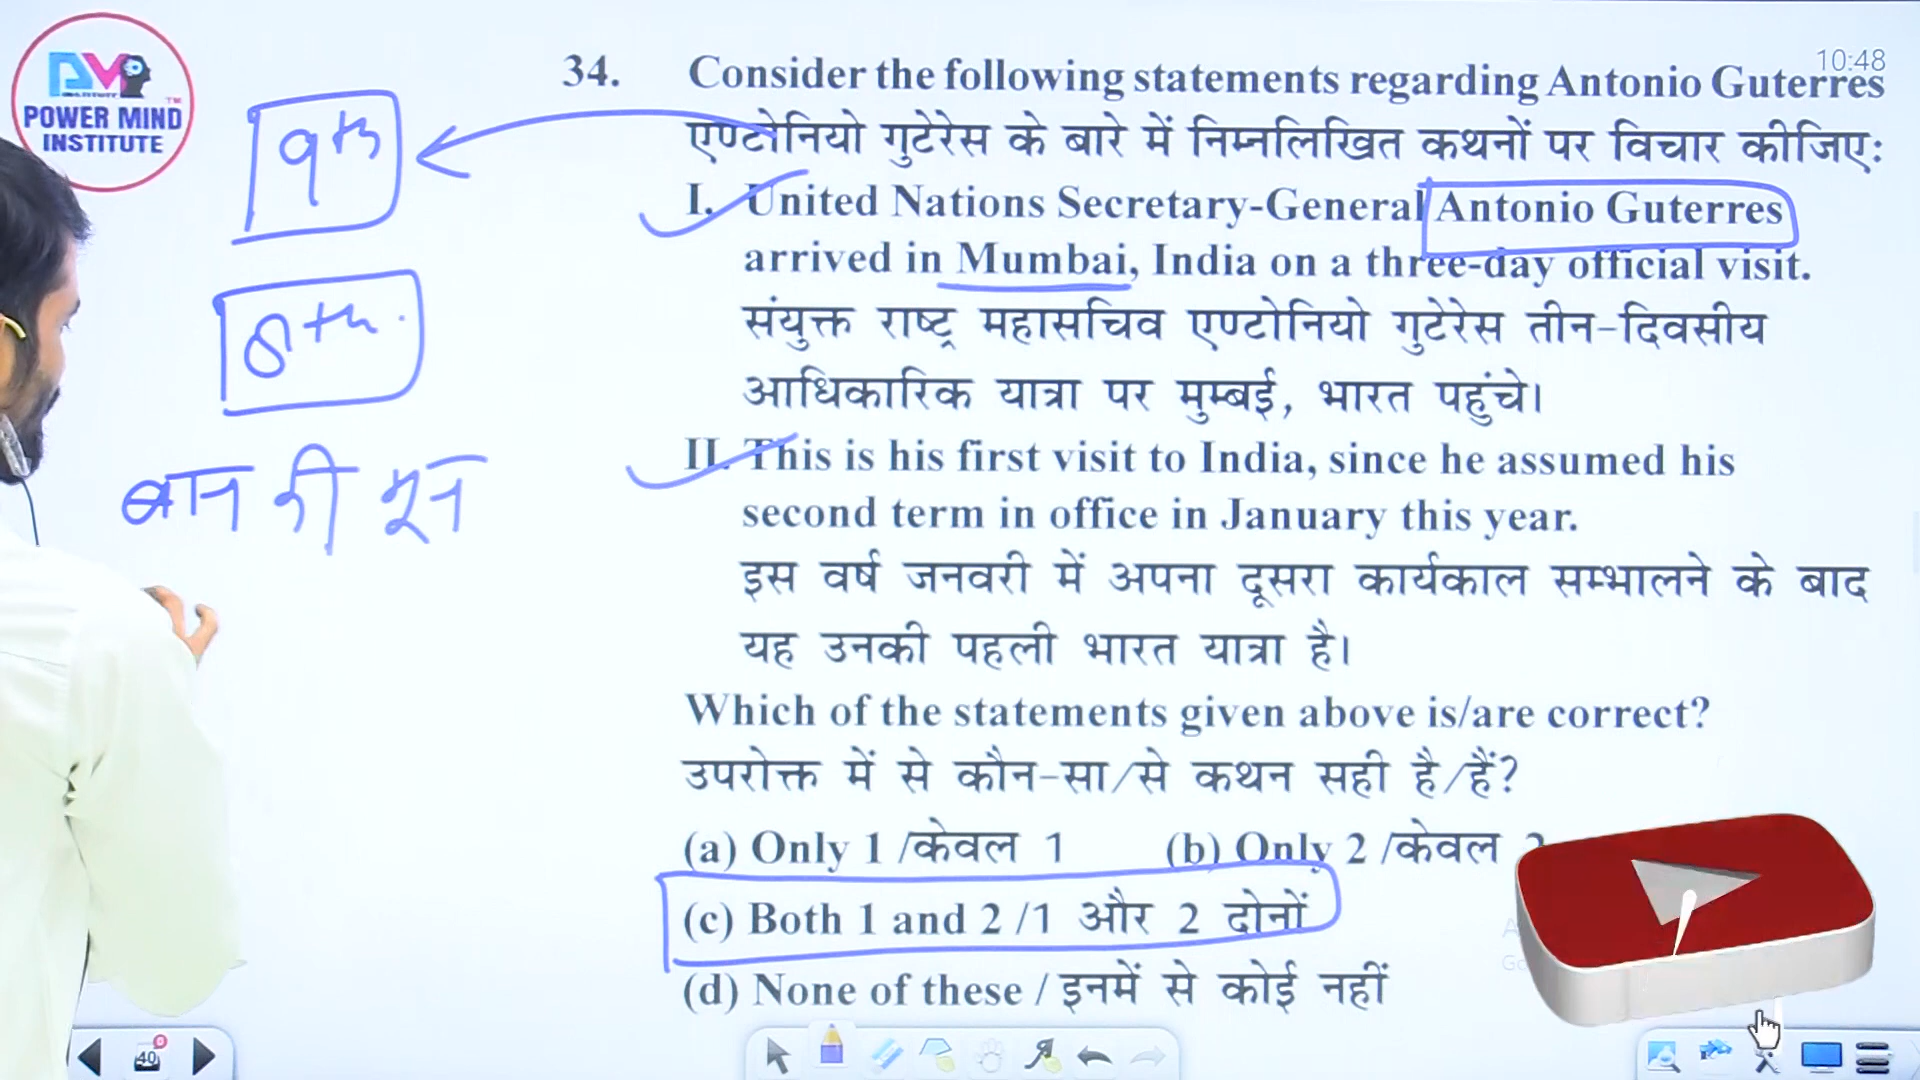 POWER MIND
INSTITUTE
10:48
9th
8th.
बान की मून
34. Consider the following statements regarding Antonio Guterres
एण्टोनियो गुटेरेस के बारे में निम्नलिखित कथनों पर विचार कीजिए:
I. United Nations Secretary-General Antonio Guterres
arrived in Mumbai, India on a three-day official visit.
संयुक्त राष्ट्र महासचिव एण्टोनियो गुटेरेस तीन-दिवसीय
आधिकारिक यात्रा पर मुम्बई, भारत पहुंचे।
II. This is his first visit to India, since he assumed his
second term in office in January this year.
इस वर्ष जनवरी में अपना दूसरा कार्यकाल सम्भालने के बाद
यह उनकी पहली भारत यात्रा है।
Which of the statements given above is/are correct?
उपरोक्त में से कौन-सा/से कथन सही है/हैं?
(a) Only 1 /केवल 1 (b) Only 2 /केवल
(c) Both 1 and 2 /1 और 2 दोनों
(d) None of these / इनमें से कोई नहीं
40